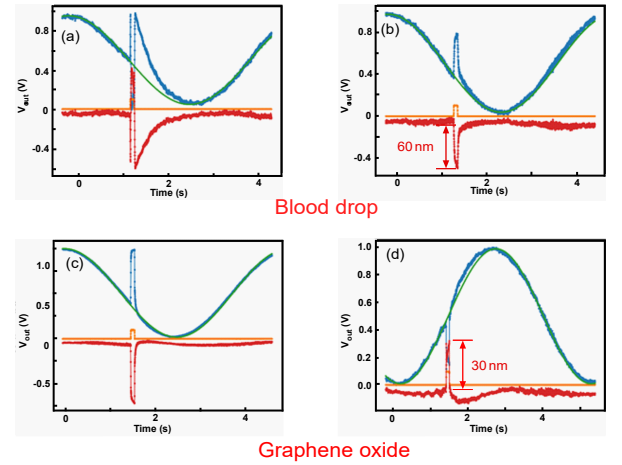 (a)
0.8
0.4
0
-0.4
V_out (V)
0
2
4
Time (s)
(b)
0.8
0.4
0
-0.4
V_out (V)
60 nm
0
2
4
Time (s)
Blood drop
(c)
1.0
0.5
0
-0.5
V_out (V)
0
2
4
Time (s)
(d)
1.0
0.8
0.6
0.4
0.2
0.0
V_out (V)
30 nm
0
2
4
Time (s)
Graphene oxide